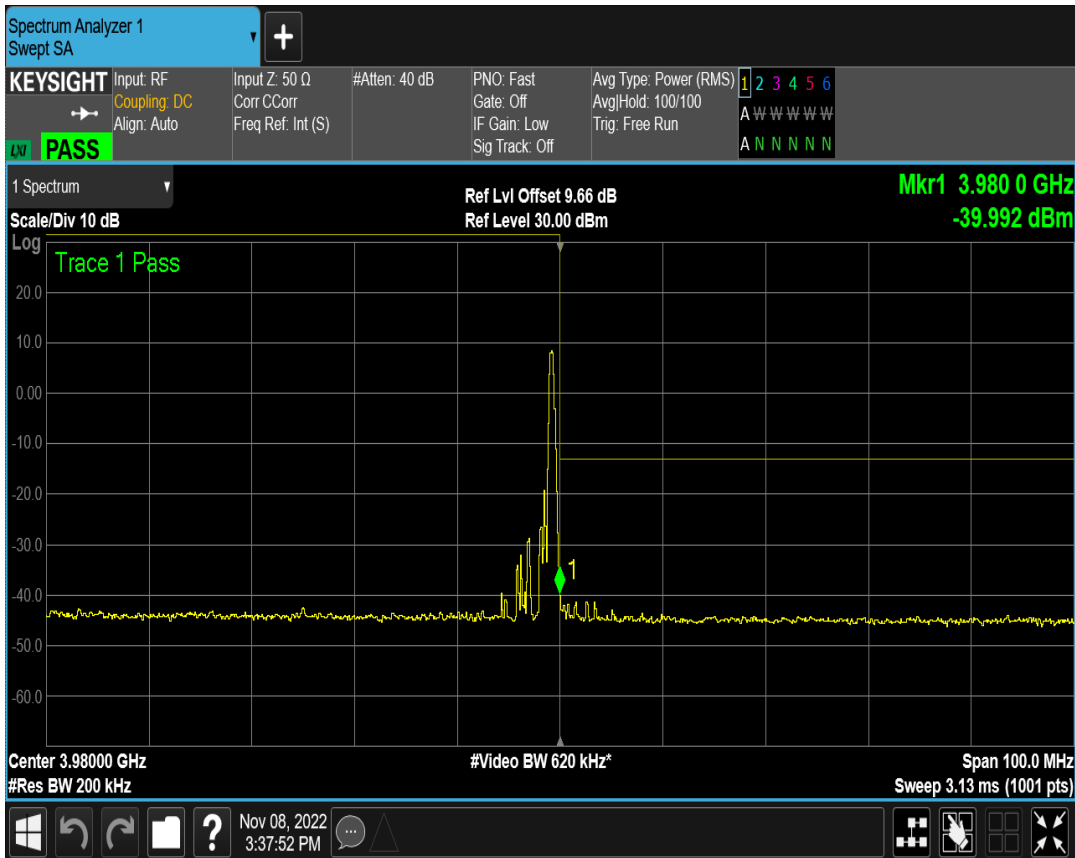 Spectrum Analyzer 1
Swept SA
+
KEYSIGHT
LXI
PASS
Input: RF
Coupling: DC
Align: Auto
Input Z: 50 Ω
Corr CCorr
Freq Ref: Int (S)
#Atten: 40 dB
PNO: Fast
Gate: Off
IF Gain: Low
Sig Track: Off
Avg Type: Power (RMS)
Avg|Hold: 100/100
Trig: Free Run
1 2 3 4 5 6
A W W W W W
A N N N N N
1 Spectrum
Scale/Div 10 dB
Ref Lvl Offset 9.66 dB
Ref Level 30.00 dBm
Mkr1 3.980 0 GHz
-39.992 dBm
Log
Trace 1 Pass
20.0
10.0
0.00
-10.0
-20.0
-30.0
-40.0
-50.0
-60.0
1
Center 3.98000 GHz
#Res BW 200 kHz
#Video BW 620 kHz*
Span 100.0 MHz
Sweep 3.13 ms (1001 pts)
?
Nov 08, 2022
3:37:52 PM